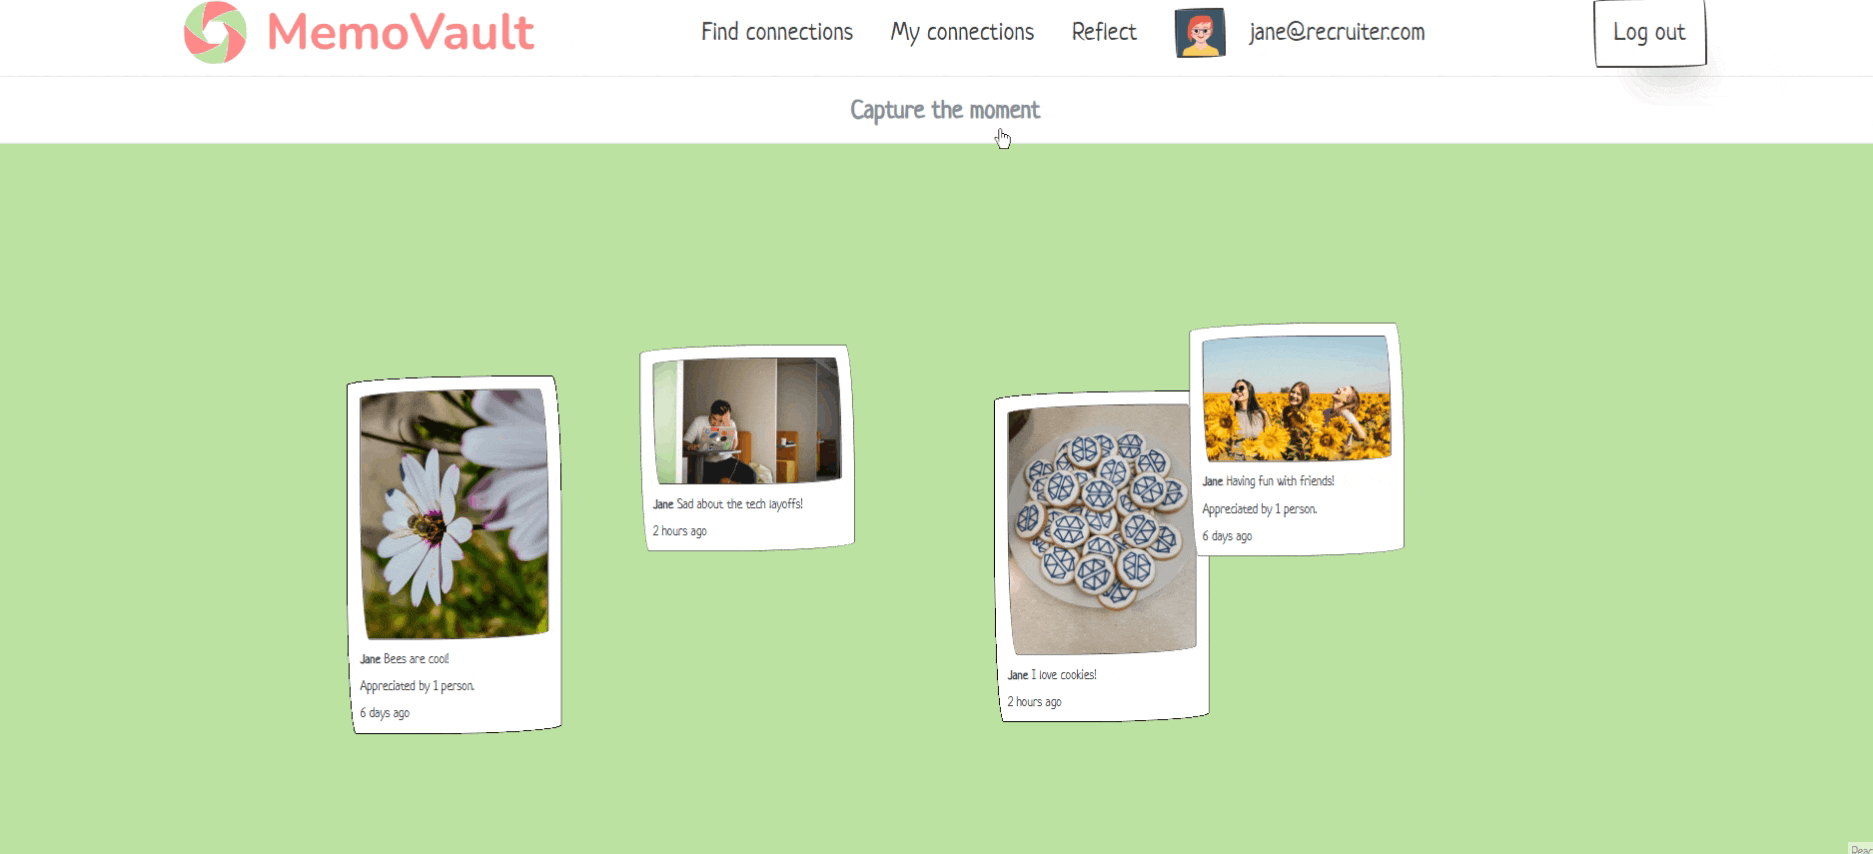 MemoVault
Find connections
My connections
Reflect
jane@recruiter.com
Log out
Capture the moment
Jane Bees are cool!
Appreciated by 1 person.
6 days ago
Jane Sad about the tech layoffs!
2 hours ago
Jane I love cookies!
2 hours ago
Jane Having fun with friends!
Appreciated by 1 person.
6 days ago